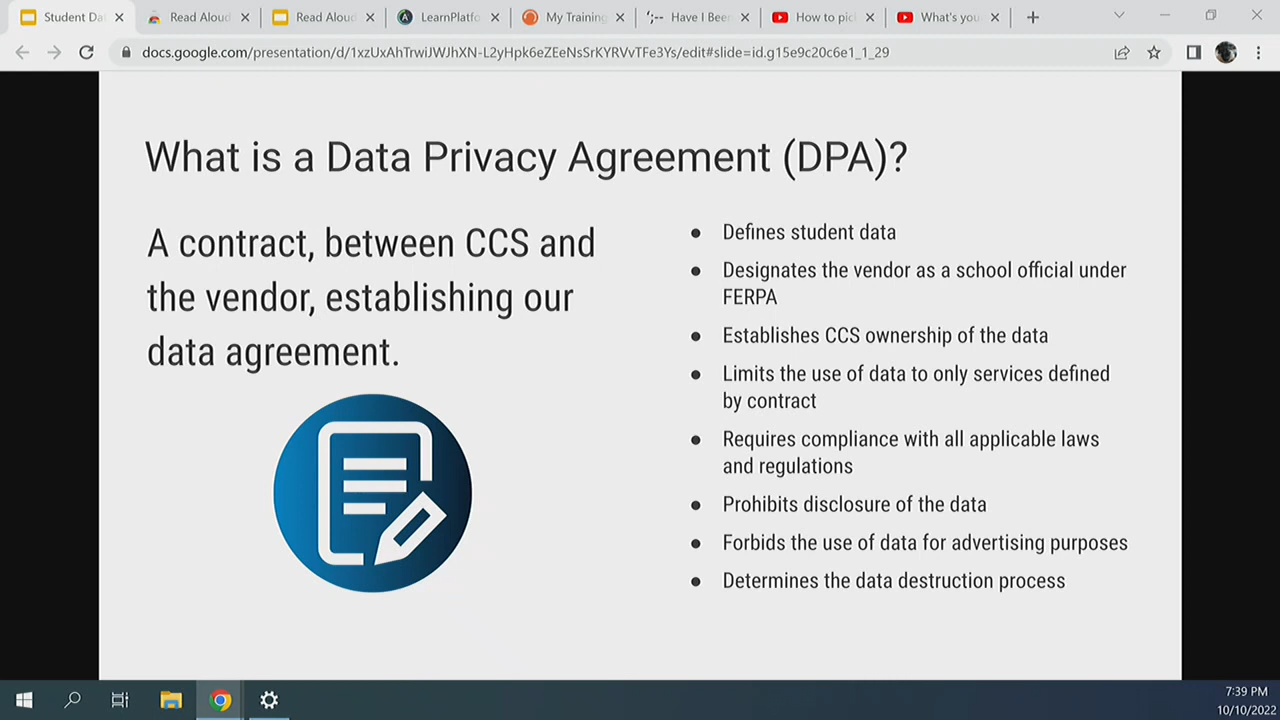 Student Dat
Read Aloud
Read Aloud
LearnPlatfo
My Training
Have I Been
How to pic
What's you
docs.google.com/presentation/d/1xzUxAhTrwiJWJhXN-L2yHpk6eZEeNsSrKYRVvTFe3Ys/edit#slide=id.g15e9c20c6e1_1_29
What is a Data Privacy Agreement (DPA)?
A contract, between CCS and
the vendor, establishing our
data agreement.
● Defines student data
● Designates the vendor as a school official under
FERPA
● Establishes CCS ownership of the data
● Limits the use of data to only services defined
by contract
● Requires compliance with all applicable laws
and regulations
● Prohibits disclosure of the data
● Forbids the use of data for advertising purposes
● Determines the data destruction process
7:39 PM
10/10/2022